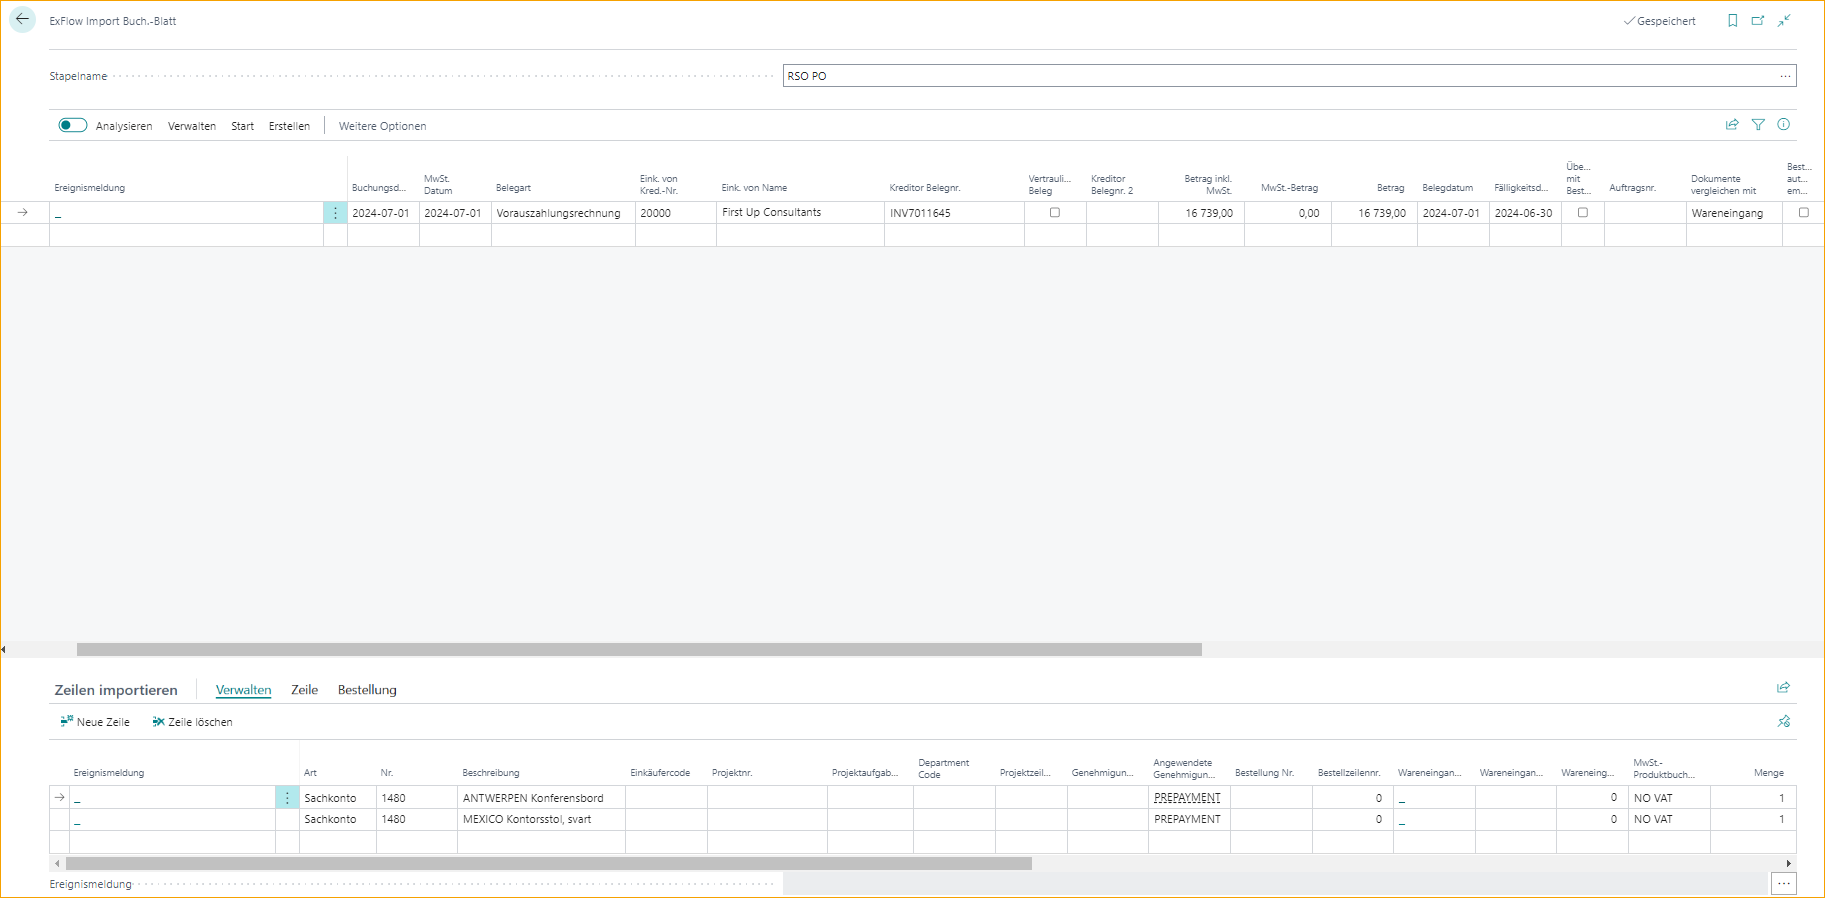 ExFlow Import Buch.-Blatt
Gespeichert
Stapelname
RSO PO
Analysieren Verwalten Start Erstellen Weitere Optionen
Ereignismeldung Buchungsd... MwSt. Datum Belegart Eink. von Kred.-Nr. Eink. von Name Kreditor Belegnr. Vertrauli... Beleg Kreditor Belegnr. 2 Betrag inkl. MwSt. MwSt.-Betrag Betrag Belegdatum Fälligkeitsd... Übe... mit Best... Auftragsnr. Dokumente vergleichen mit Best... aut... em...
_ 2024-07-01 2024-07-01 Vorauszahlungsrechnung 20000 First Up Consultants INV7011645 16 739,00 0,00 16 739,00 2024-07-01 2024-06-30 Wareneingang
Zeilen importieren Verwalten Zeile Bestellung
Neue Zeile Zeile löschen
Ereignismeldung Art Nr. Beschreibung Einkäufercode Projektnr. Projektaufgab... Department Code Projektzeil... Genehmigun... Angewendete Genehmigun... Bestellung Nr. Bestellzeilennr. Wareneingan... Wareneingan... Wareneing... MwSt.-Produktbuch... Menge
_ Sachkonto 1480 ANTWERPEN Konferensbord PREPAYMENT 0 _ 0 NO VAT 1
_ Sachkonto 1480 MEXICO Kontorsstol, svart PREPAYMENT 0 _ 0 NO VAT 1
Ereignismeldung